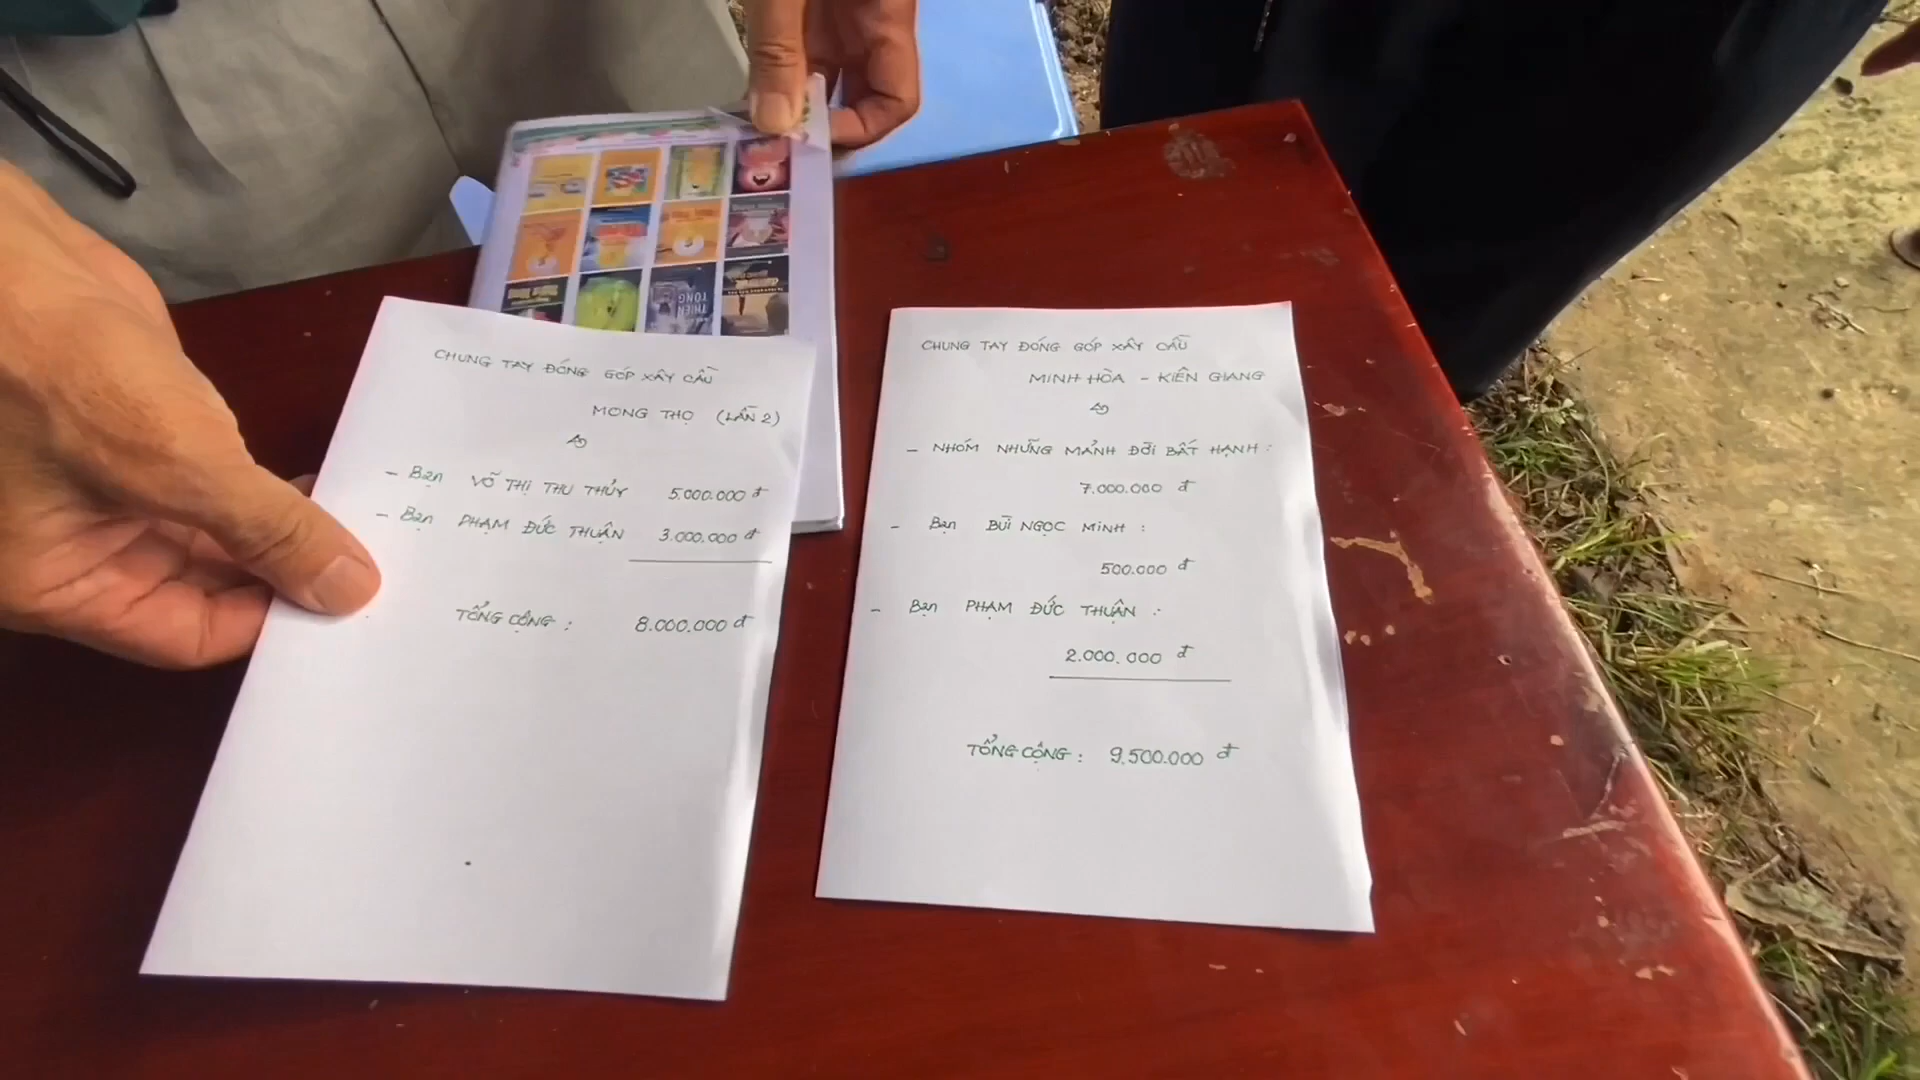 CHUNG TAY ĐÓNG GÓP XÂY CẦU
MONG THỌ (LẦN 2)
- Bạn VÕ THỊ THU THỦY 5.000.000 đ
- Bạn PHẠM ĐỨC THUẬN 3.000.000 đ
TỔNG CỘNG : 8.000.000 đ
CHUNG TAY ĐÓNG GÓP XÂY CẦU
MINH HÒA - KIÊN GIANG
- NHÓM NHỮNG MẢNH ĐỜI BẤT HẠNH :
7.000.000 đ
- Bạn BÙI NGỌC MINH :
500.000 đ
- Bạn PHẠM ĐỨC THUẬN :
2.000.000 đ
TỔNG CỘNG : 9.500.000 đ
THIỀN
TÔNG